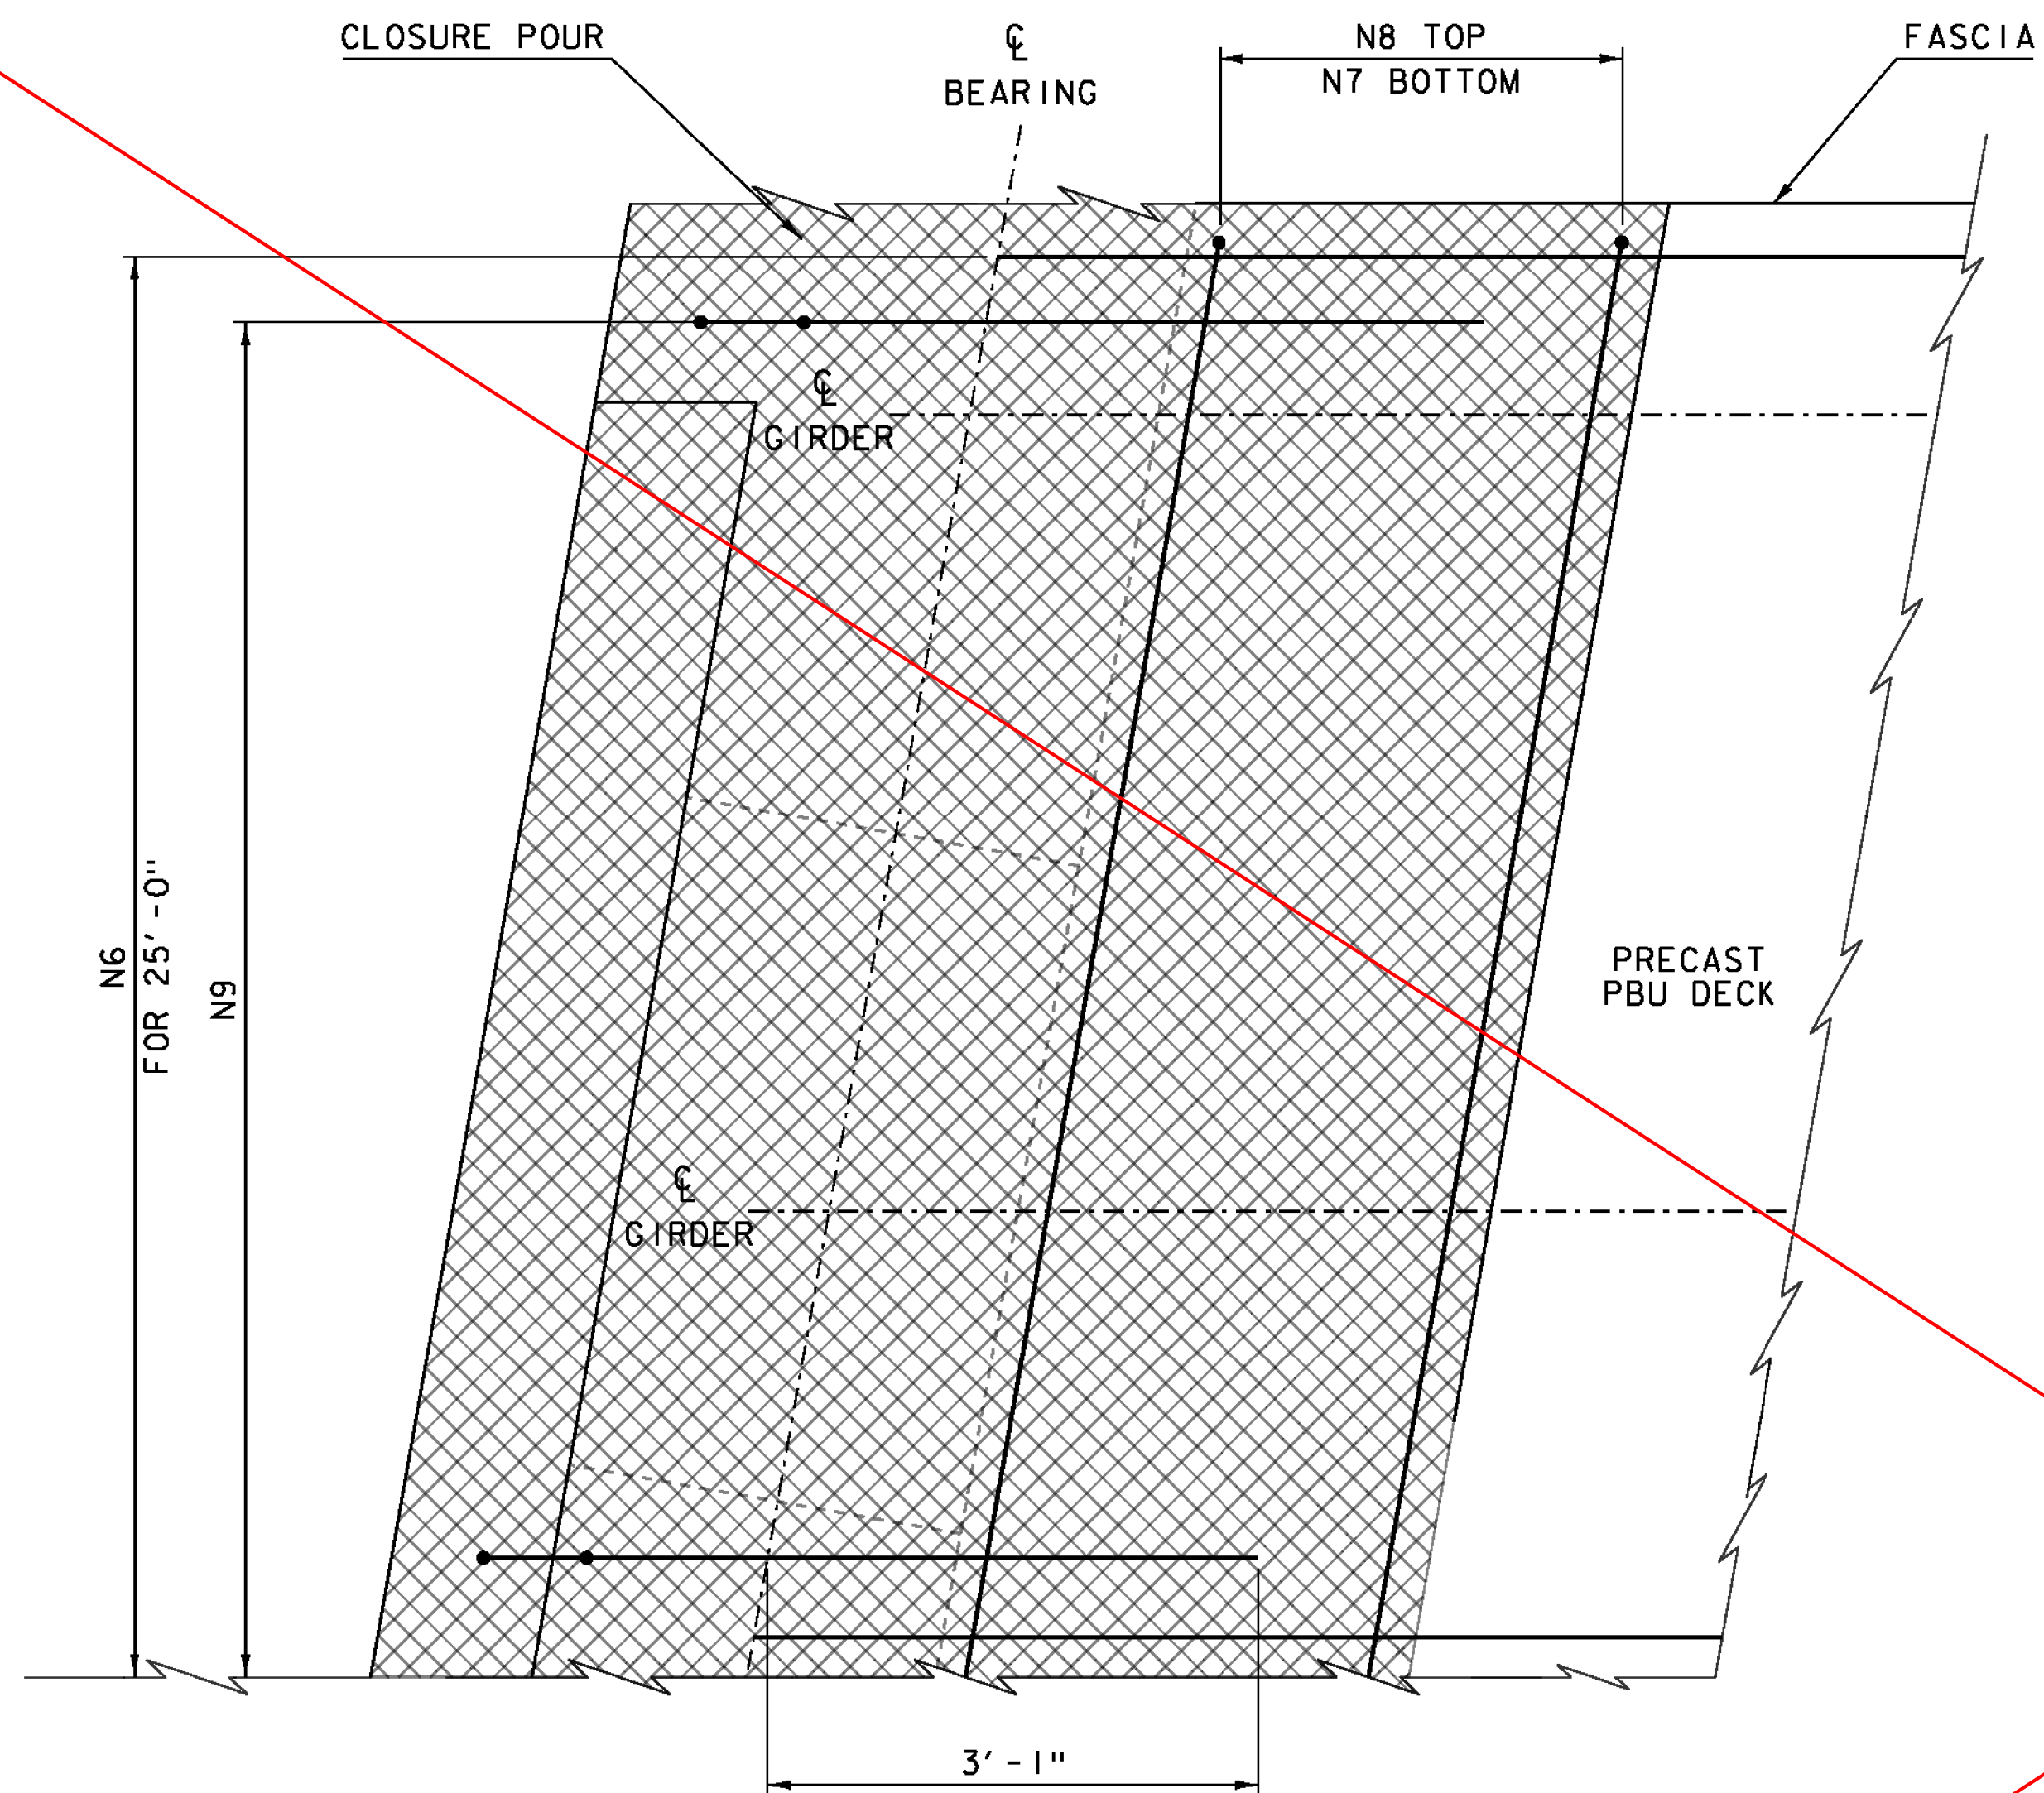 CLOSURE POUR
℄
BEARING
N8 TOP
N7 BOTTOM
FASCIA
℄
GIRDER
N6
FOR 25'-0"
N9
PRECAST
PBU DECK
℄
GIRDER
3'-1"